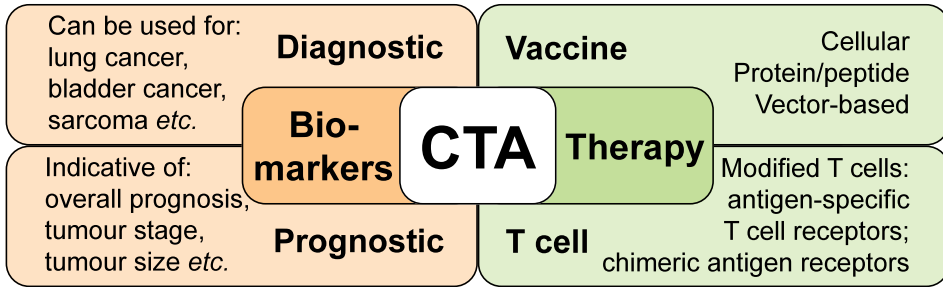 Can be used for:
lung cancer,
bladder cancer,
sarcoma etc.
Diagnostic
Vaccine
Cellular
Protein/peptide
Vector-based
Bio-
markers
CTA
Therapy
Indicative of:
overall prognosis,
tumour stage,
tumour size etc.
Prognostic
T cell
Modified T cells:
antigen-specific
T cell receptors;
chimeric antigen receptors